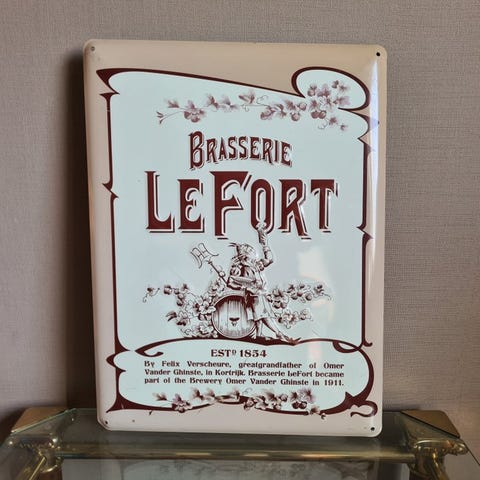 BRASSERIE
LEFORT
ESTD 1854
By Felix Verscheure, greatgrandfather of Omer
Vander Ghinste, in Kortrijk. Brasserie LeFort became
part of the Brewery Omer Vander Ghinste in 1911.